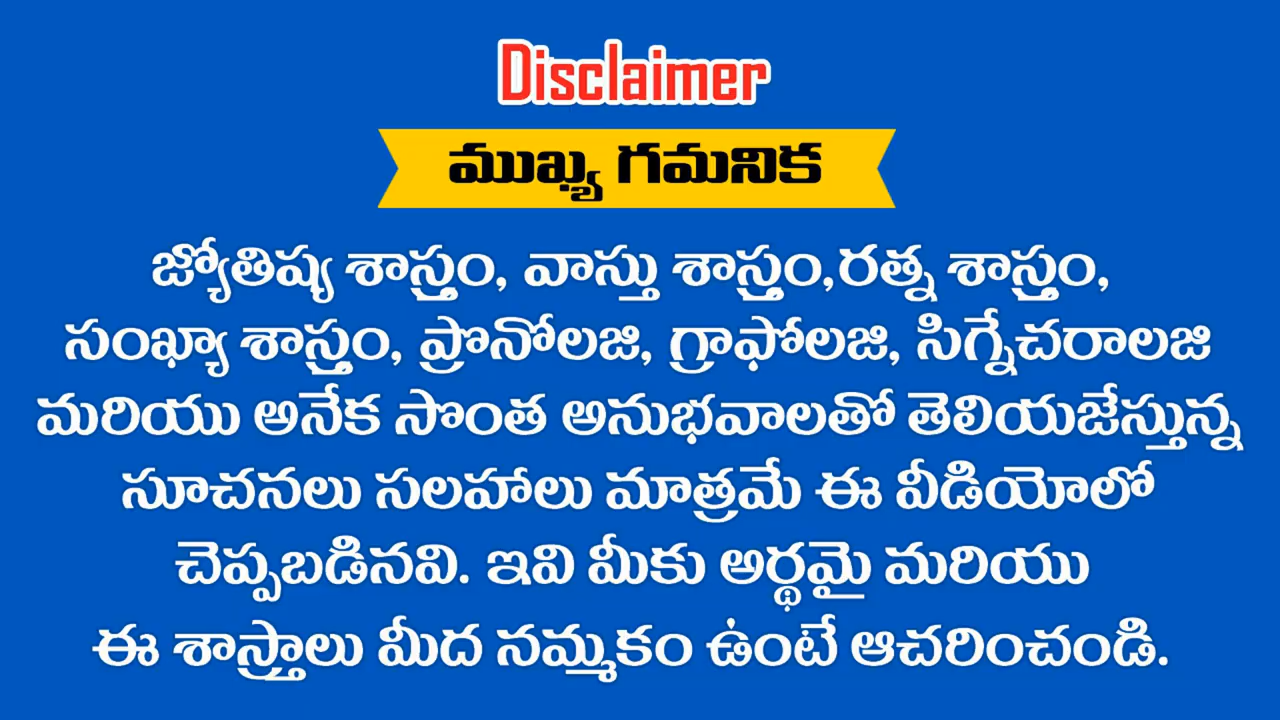 Disclaimer
ముఖ్య గమనిక
జ్యోతిష్య శాస్త్రం, వాస్తు శాస్త్రం,రత్న శాస్త్రం,
సంఖ్యా శాస్త్రం, ప్రొనోలజి, గ్రాఫోలజి, సిగ్నేచరాలజి
మరియు అనేక సొంత అనుభవాలతో తెలియజేస్తున్న
సూచనలు సలహాలు మాత్రమే ఈ వీడియోలో
చెప్పబడినవి. ఇవి మీకు అర్థమై మరియు
ఈ శాస్త్రాలు మీద నమ్మకం ఉంటే ఆచరించండి.